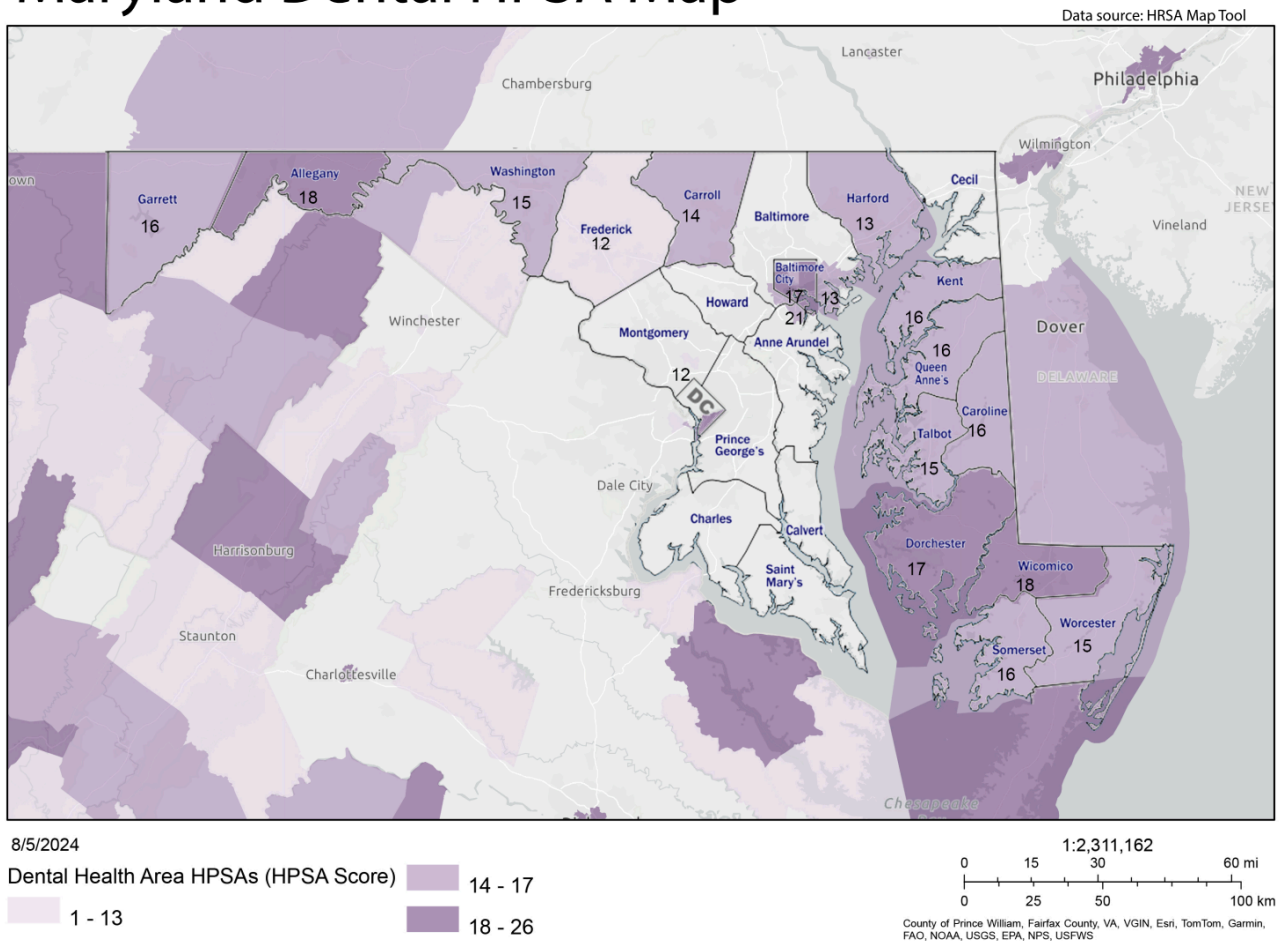 Maryland Dental HPSA Map
Data source: HRSA Map Tool
Lancaster
Chambersburg
7
Philadelphia
Wilmington
own
Garrett
16
Allegany
18
Washington
15
Frederick
12
Carroll
14
Baltimore
Harford
13
Cecil
NEW
JERSEY
Vineland
Baltimore
City
17
13
21
Kent
16
Howard
Winchester
Montgomery
12
Anne Arundel
16
Queen
Anne's
Dover
DELAWARE
DC
Caroline
16
Talbot
15
Prince
George's
Dale City
Charles
Calvert
Harrisonburg
Dorchester
17
Wicomico
18
Saint
Mary's
Fredericksburg
Staunton
Worcester
15
Somerset
16
Charlottesville
Chesapeake
8/5/2024
Dental Health Area HPSAs (HPSA Score)
1 - 13
14 - 17
18 - 26
1:2,311,162
0 15 30 60 mi
0 25 50 100 km
County of Prince William, Fairfax County, VA, VGIN, Esri, TomTom, Garmin,
FAO, NOAA, USGS, EPA, NPS, USFWS